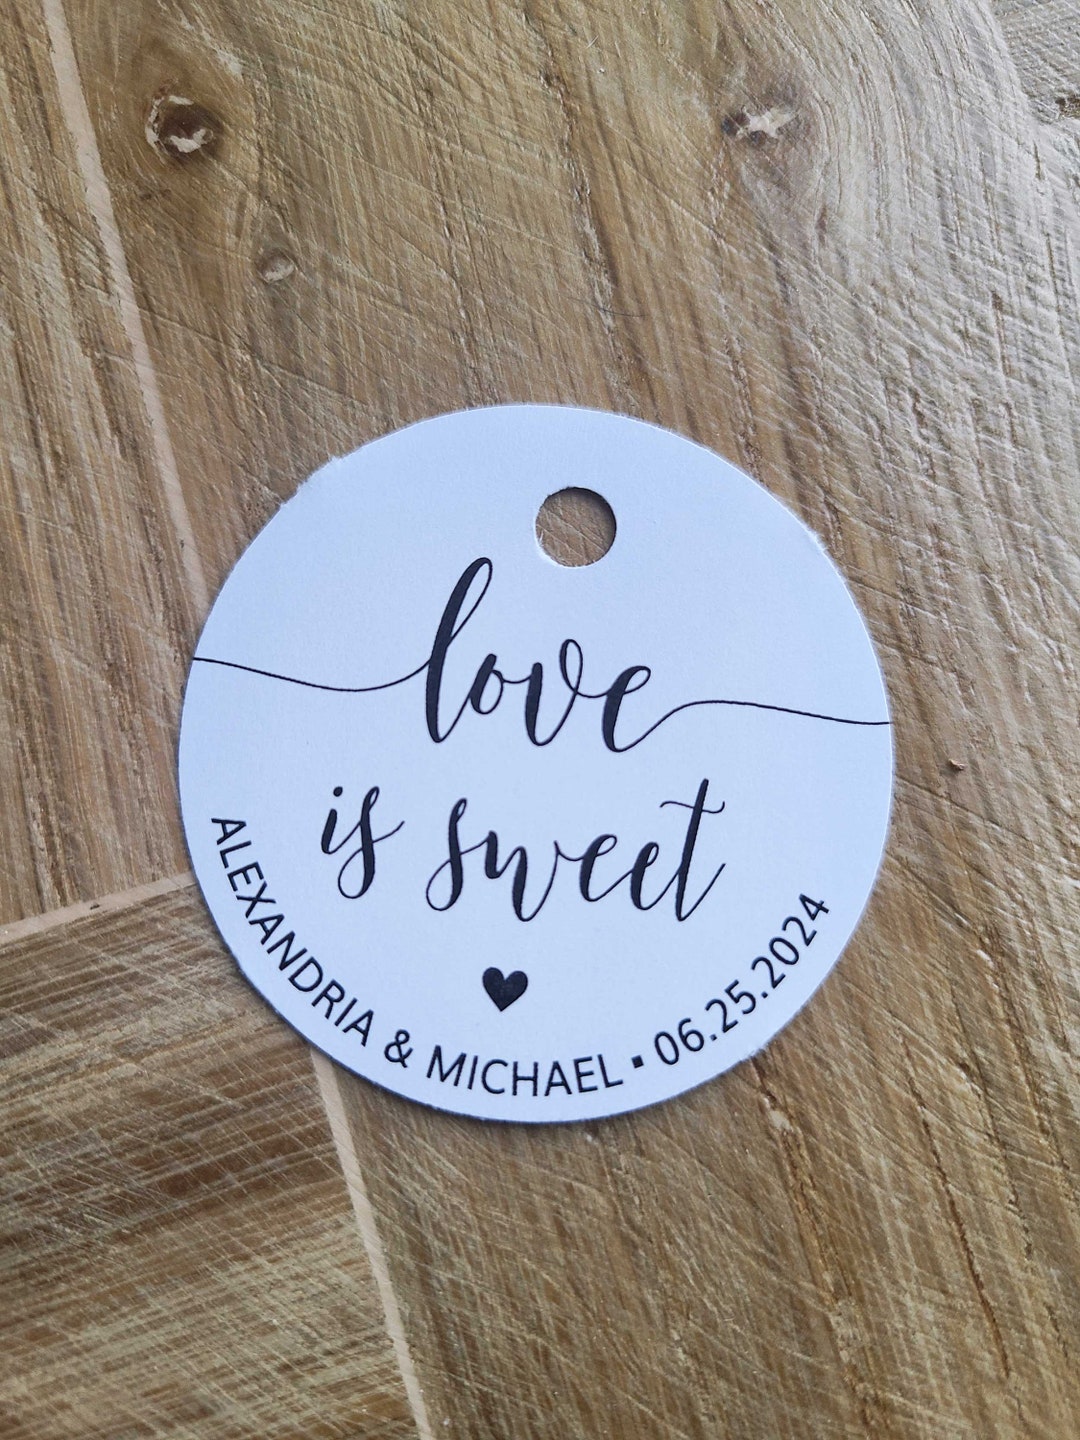 love
is sweet
ALEXANDRIA & MICHAEL ▪ 06.25.2024